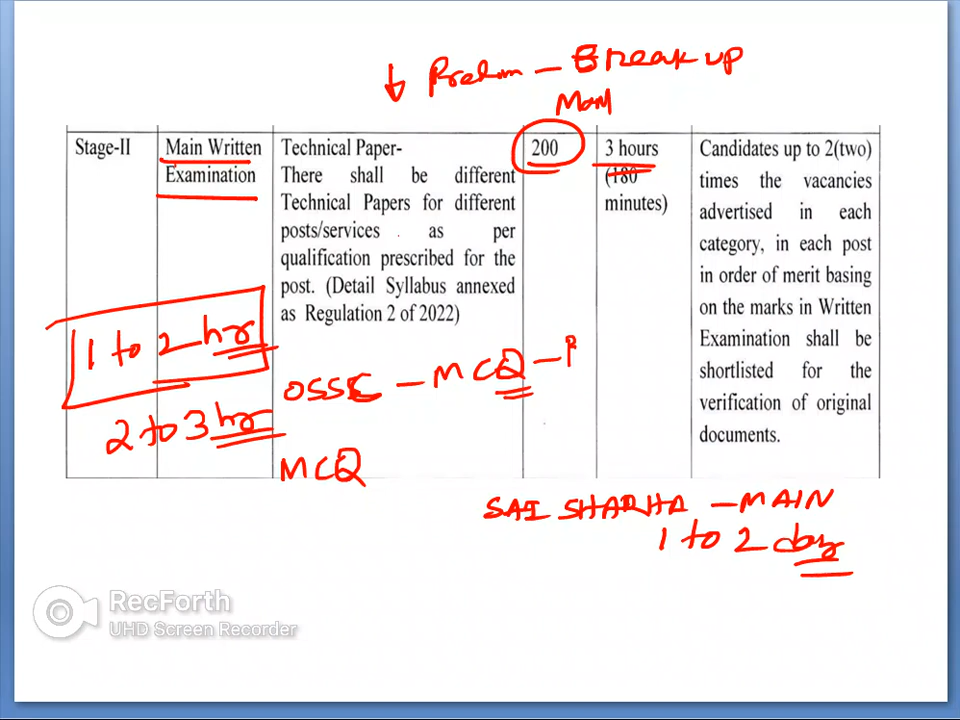 ↓ Prelim – Break up
Mark
Stage-II
Main Written
Examination
Technical Paper-
There shall be different
Technical Papers for different
posts/services as per
qualification prescribed for the
post. (Detail Syllabus annexed
as Regulation 2 of 2022)
200
3 hours
(180
minutes)
Candidates up to 2(two)
times the vacancies
advertised in each
category, in each post
in order of merit basing
on the marks in Written
Examination shall be
shortlisted for the
verification of original
documents.
1 to 2 hr
2 to 3 hr
OSSC – MCQ – P
MCQ
SAI SHARHA – MAIN
1 to 2 day
RecForth
UHD Screen Recorder